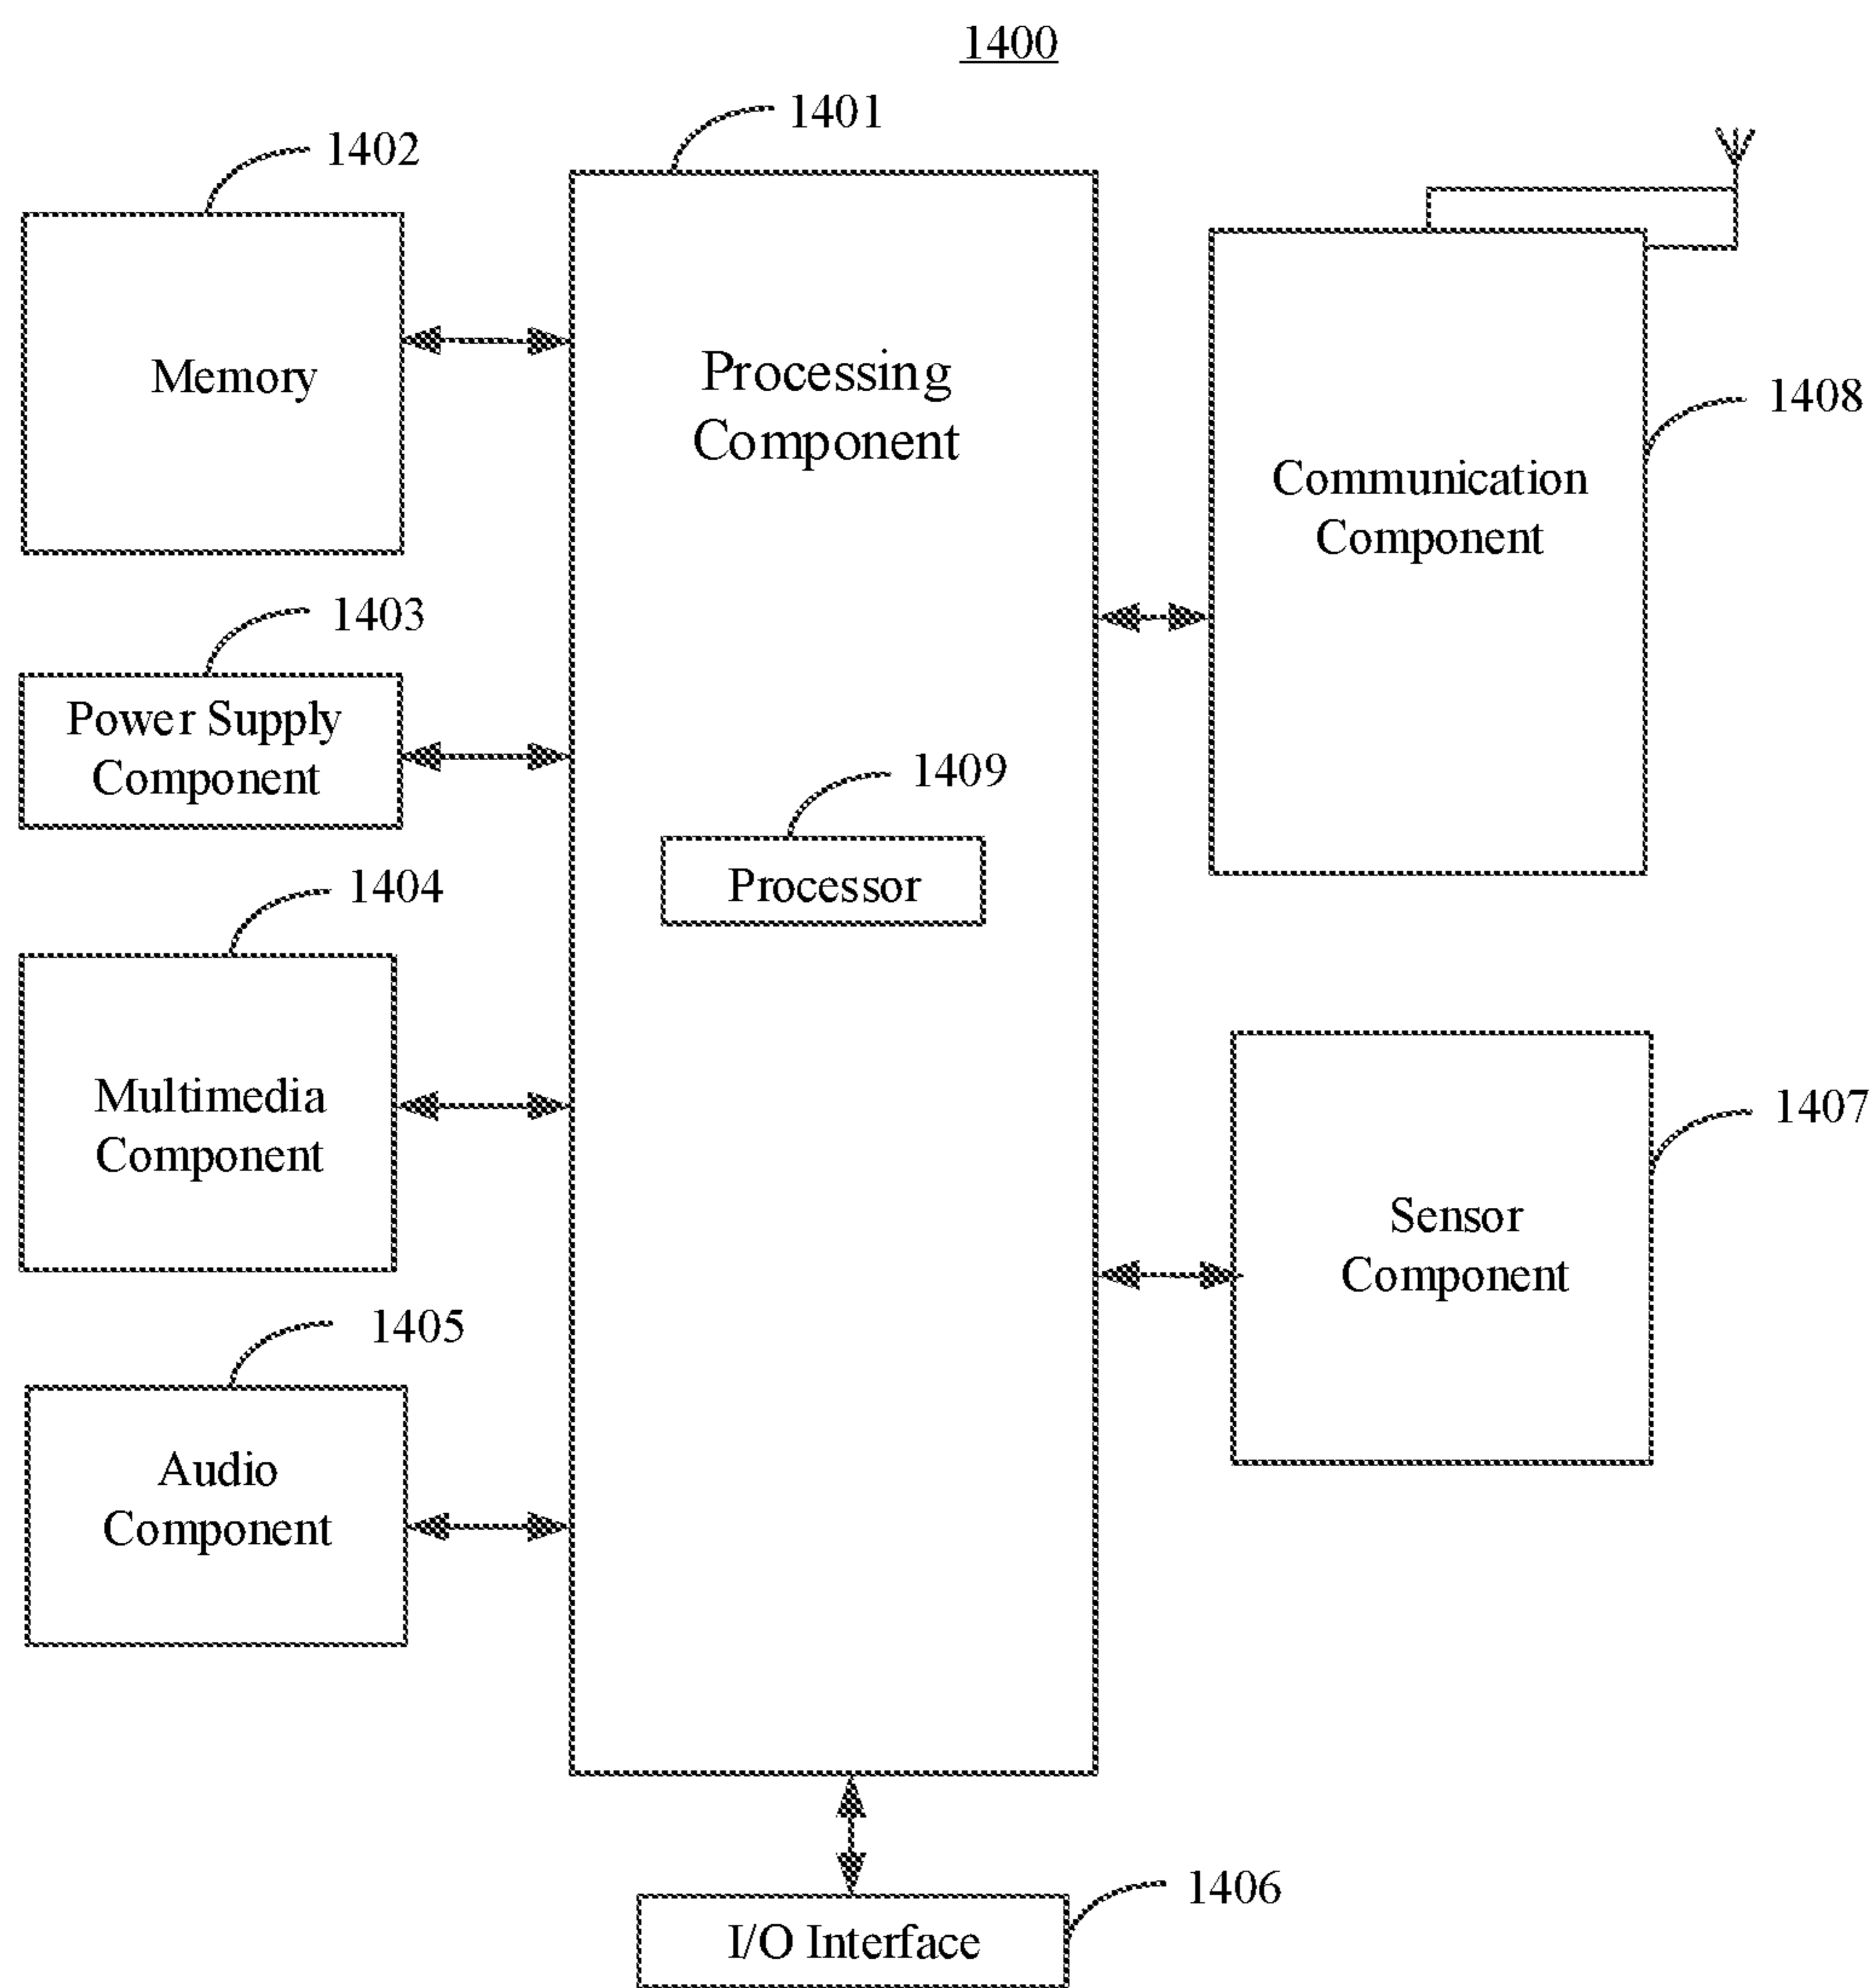 1400
1401
1402
Memory
Processing
Component
1408
Communication
Component
1403
Power Supply
Component
1409
Processor
1404
Multimedia
Component
1407
Sensor
Component
1405
Audio
Component
1406
I/O Interface